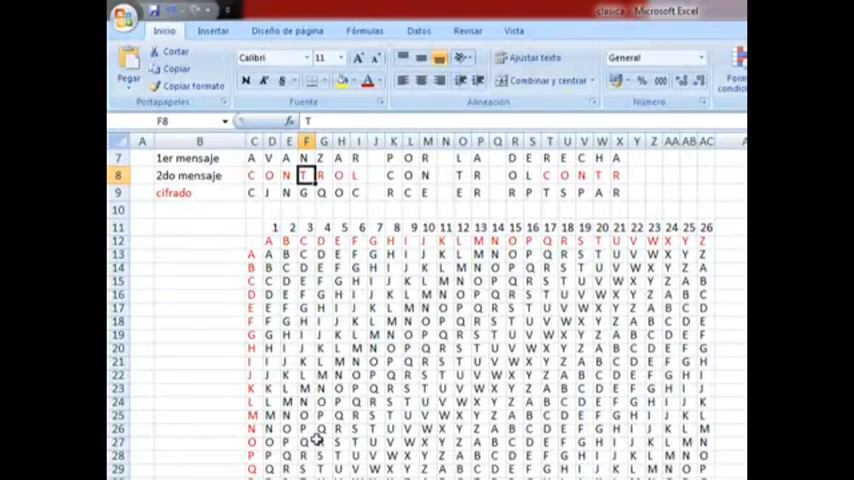 clasica - Microsoft Excel
Inicio Insertar Diseño de página Fórmulas Datos Revisar Vista
Pegar
Cortar
Copiar
Copiar formato
Portapapeles
Calibri 11
N K S
Fuente
Ajustar texto
Combinar y centrar
Alineación
General
% 000
Número
F8 fx T
A B C D E F G H I J K L M N O P Q R S T U V W X Y Z AA AB AC
7 1er mensaje A V A N Z A R P O R L A D E R E C H A
8 2do mensaje C O N T R O L C O N T R O L C O N T R
9 cifrado C J N G Q O C R C E E R R P T S P A R
10
11 1 2 3 4 5 6 7 8 9 10 11 12 13 14 15 16 17 18 19 20 21 22 23 24 25 26
12 A B C D E F G H I J K L M N O P Q R S T U V W X Y Z
13 A A B C D E F G H I J K L M N O P Q R S T U V W X Y Z
14 B B C D E F G H I J K L M N O P Q R S T U V W X Y Z A
15 C C D E F G H I J K L M N O P Q R S T U V W X Y Z A B
16 D D E F G H I J K L M N O P Q R S T U V W X Y Z A B C
17 E E F G H I J K L M N O P Q R S T U V W X Y Z A B C D
18 F F G H I J K L M N O P Q R S T U V W X Y Z A B C D E
19 G G H I J K L M N O P Q R S T U V W X Y Z A B C D E F
20 H H I J K L M N O P Q R S T U V W X Y Z A B C D E F G
21 I I J K L M N O P Q R S T U V W X Y Z A B C D E F G H
22 J J K L M N O P Q R S T U V W X Y Z A B C D E F G H I
23 K K L M N O P Q R S T U V W X Y Z A B C D E F G H I J
24 L L M N O P Q R S T U V W X Y Z A B C D E F G H I J K
25 M M N O P Q R S T U V W X Y Z A B C D E F G H I J K L
26 N N O P Q R S T U V W X Y Z A B C D E F G H I J K L M
27 O O P Q R S T U V W X Y Z A B C D E F G H I J K L M N
28 P P Q R S T U V W X Y Z A B C D E F G H I J K L M N O
29 Q Q R S T U V W X Y Z A B C D E F G H I J K L M N O P